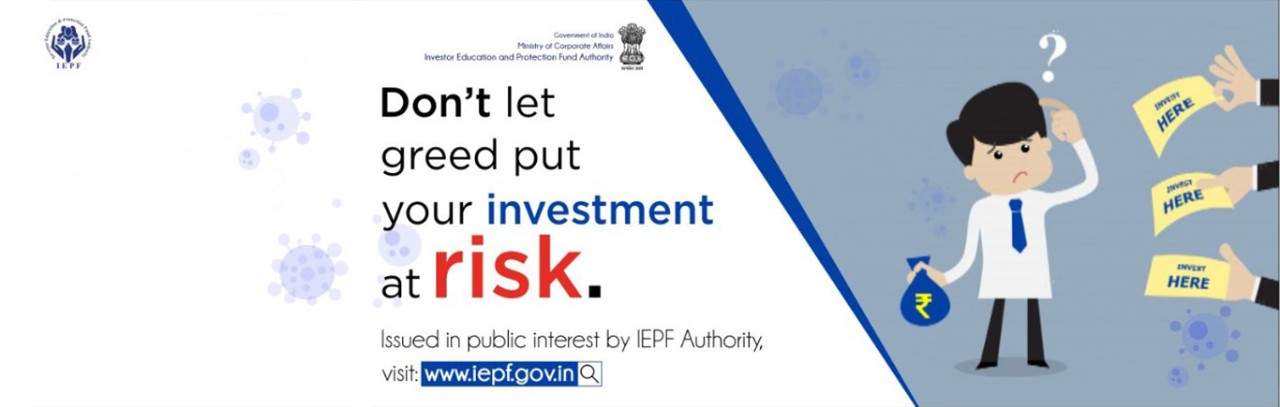 IEPF
Government of India
Ministry of Corporate Affairs
Investor Education and Protection Fund Authority
Don't let
greed put
your investment
at risk.
Issued in public interest by IEPF Authority,
visit: www.iepf.gov.in
?
INVEST
HERE
INVEST
HERE
INVEST
HERE
₹